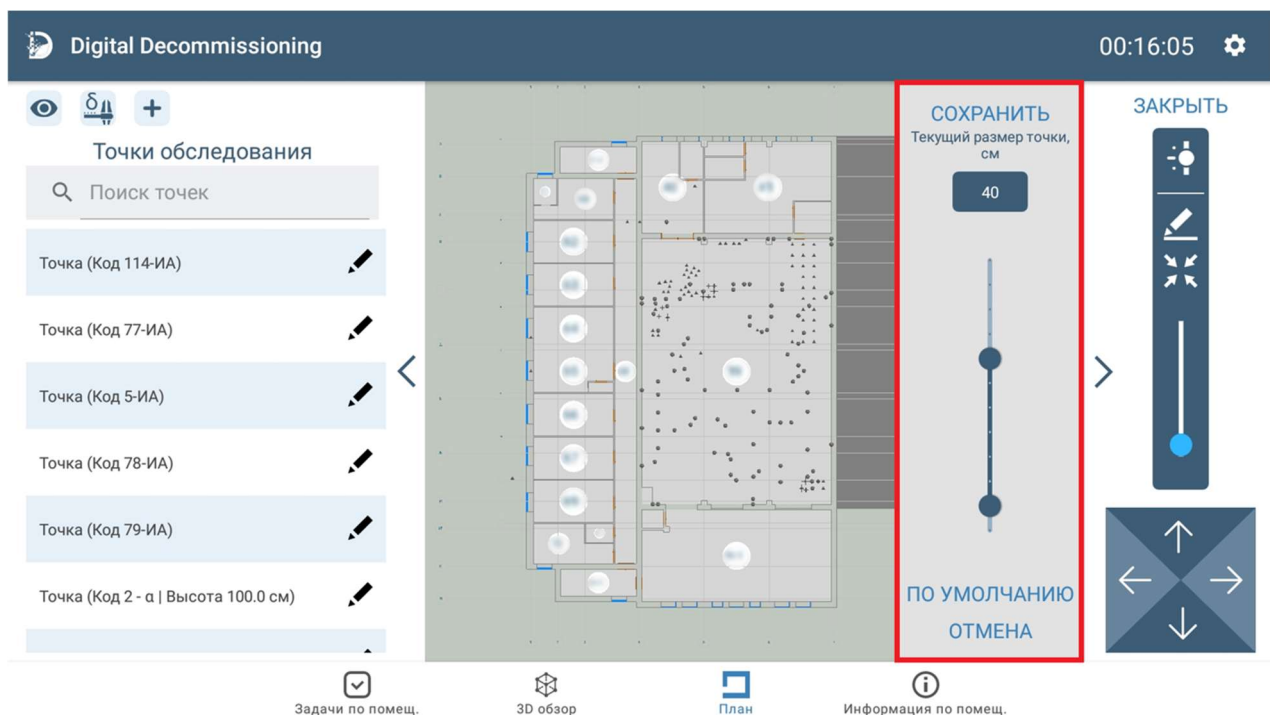 Digital Decommissioning
00:16:05
δ
Точки обследования
Поиск точек
Точка (Код 114-ИА)
Точка (Код 77-ИА)
Точка (Код 5-ИА)
Точка (Код 78-ИА)
Точка (Код 79-ИА)
Точка (Код 2 - α | Высота 100.0 см)
СОХРАНИТЬ
Текущий размер точки,
см
40
ПО УМОЛЧАНИЮ
ОТМЕНА
ЗАКРЫТЬ
Задачи по помещ.
3D обзор
План
Информация по помещ.